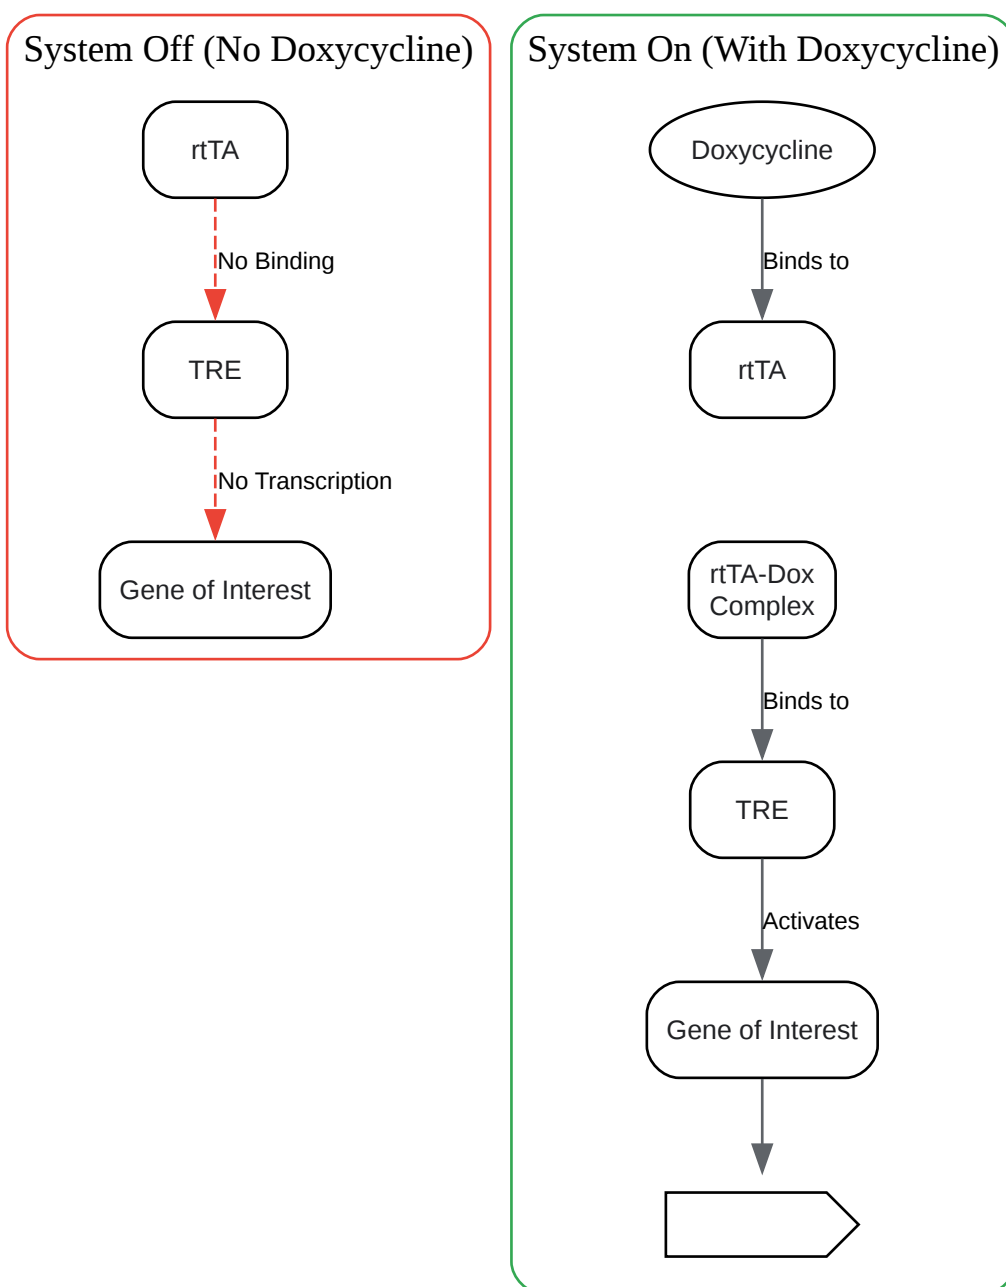 System Off (No Doxycycline)
rtTA
No Binding
TRE
No Transcription
Gene of Interest
System On (With Doxycycline)
Doxycycline
Binds to
rtTA
rtTA-Dox
Complex
Binds to
TRE
Activates
Gene of Interest